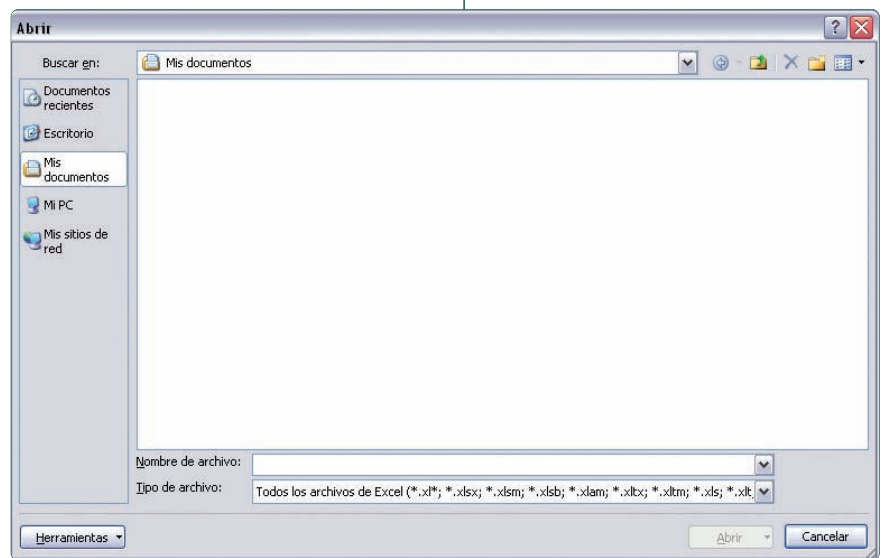 Abrir
Buscar en:
Mis documentos
Documentos
recientes
Escritorio
Mis
documentos
Mi PC
Mis sitios de
red
Nombre de archivo:
Tipo de archivo:
Todos los archivos de Excel (*.xl*; *.xlsx; *.xlsm; *.xlsb; *.xlam; *.xltx; *.xltm; *.xls; *.xlt
Herramientas
Abrir
Cancelar